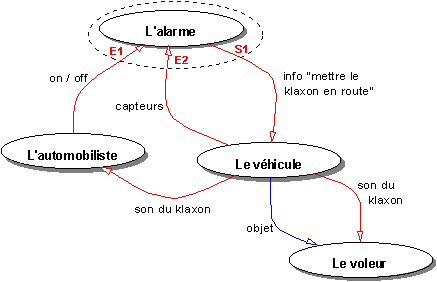 L'alarme
E1
E2
S1
on / off
info "mettre le
klaxon en route"
capteurs
L'automobiliste
Le véhicule
son du klaxon
son du
klaxon
objet
Le voleur